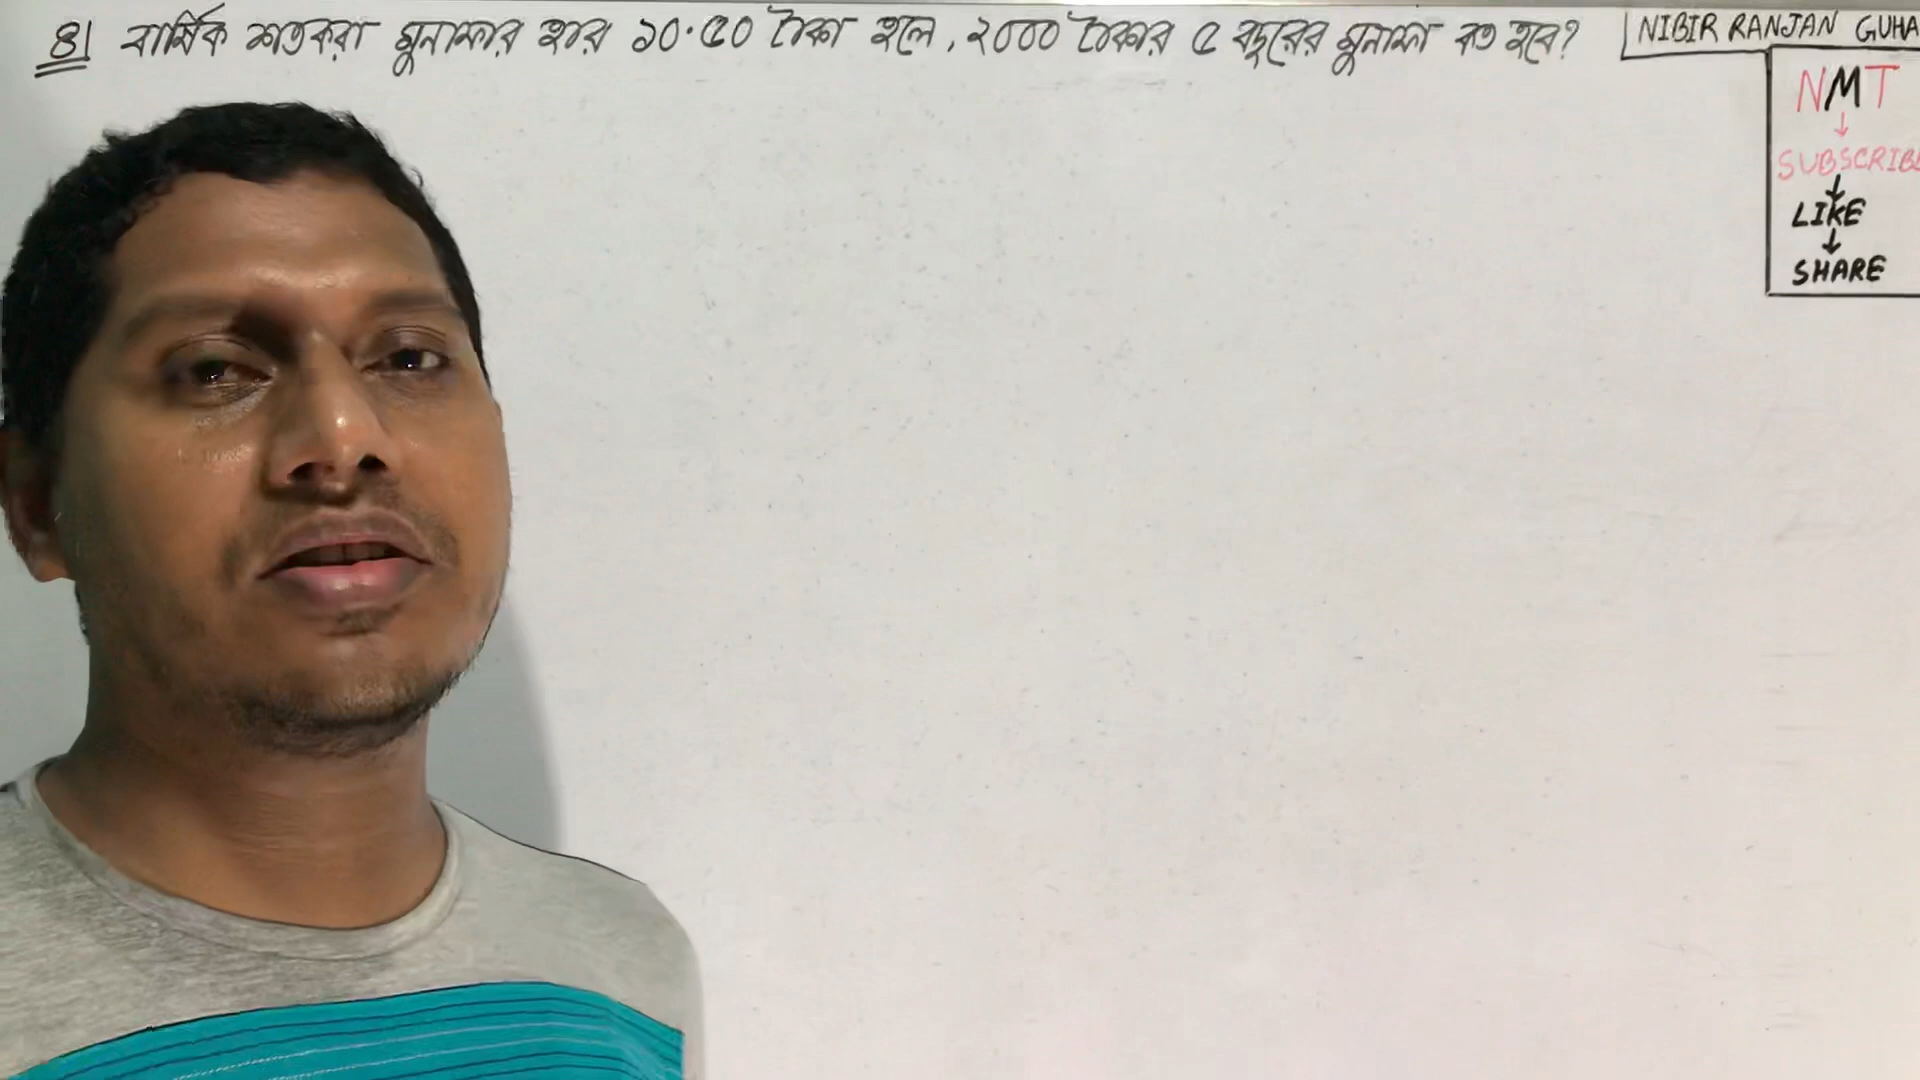 ৪। বার্ষিক শতকরা মুনাফার হার ১০.৫০ টাকা হলে, ২০০০ টাকার ৫ বছরের মুনাফা কত হবে?
NIBIR RANJAN GUHA
NMT
↓
SUBSCRIBE
↓
LIKE
↓
SHARE